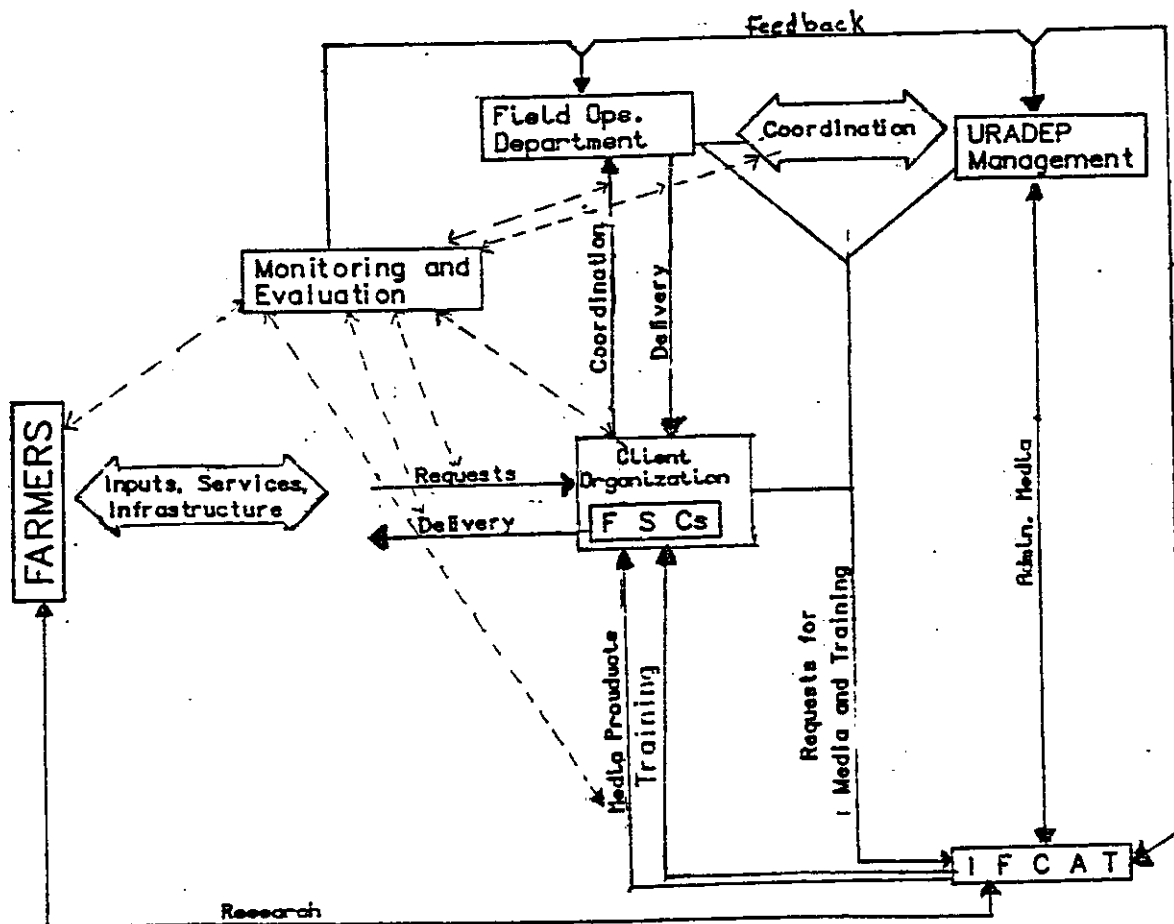 Feedback
Field Ops.
Department
Coordination
URADEP
Management
Monitoring and
Evaluation
Coordination
Delivery
FARMERS
Inputs, Services,
Infrastructure
Requests
Delivery
Client
Organization
F S Cs
Admin. Media
Media Prouducts
Training
Requests for
Media and Training
I F C A T
Research